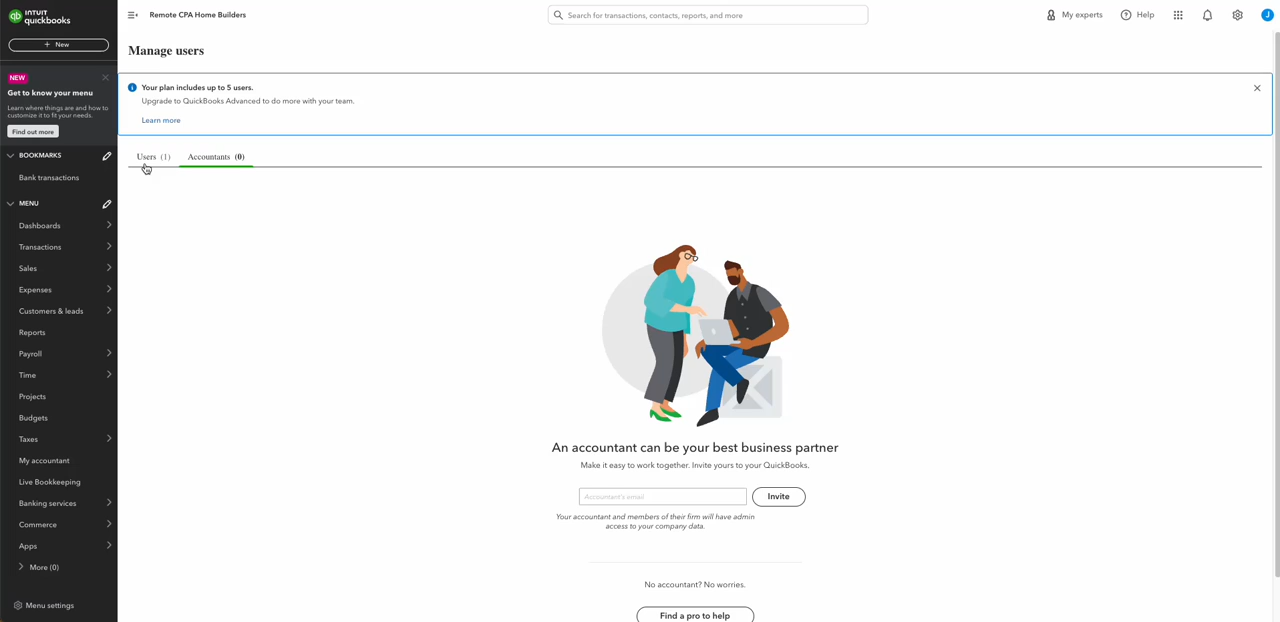 INTUIT
quickbooks
Remote CPA Home Builders
Search for transactions, contacts, reports, and more
My experts
Help
J
+ New
Manage users
NEW
Get to know your menu
Learn where things are and how to
customize it to fit your needs.
Find out more
Your plan includes up to 5 users.
Upgrade to QuickBooks Advanced to do more with your team.
Learn more
Users (1)
Accountants (0)
BOOKMARKS
Bank transactions
MENU
Dashboards
Transactions
Sales
Expenses
Customers & leads
Reports
Payroll
Time
Projects
Budgets
Taxes
My accountant
Live Bookkeeping
Banking services
Commerce
Apps
More (0)
Menu settings
An accountant can be your best business partner
Make it easy to work together. Invite yours to your QuickBooks.
Accountant's email
Invite
Your accountant and members of their firm will have admin
access to your company data.
No accountant? No worries.
Find a pro to help